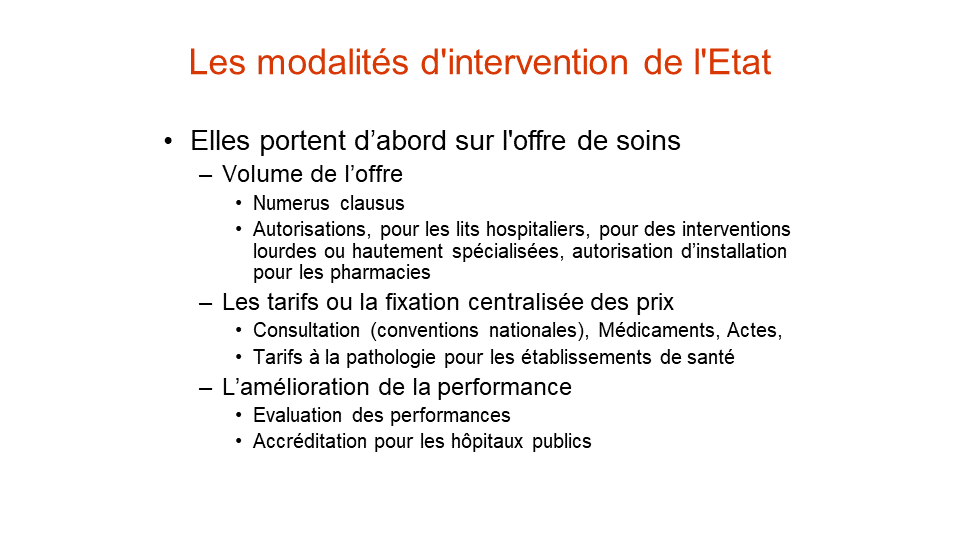 Les modalités d'intervention de l'Etat
• Elles portent d’abord sur l'offre de soins
– Volume de l’offre
• Numerus clausus
• Autorisations, pour les lits hospitaliers, pour des interventions
lourdes ou hautement spécialisées, autorisation d’installation
pour les pharmacies
– Les tarifs ou la fixation centralisée des prix
• Consultation (conventions nationales), Médicaments, Actes,
• Tarifs à la pathologie pour les établissements de santé
– L’amélioration de la performance
• Evaluation des performances
• Accréditation pour les hôpitaux publics